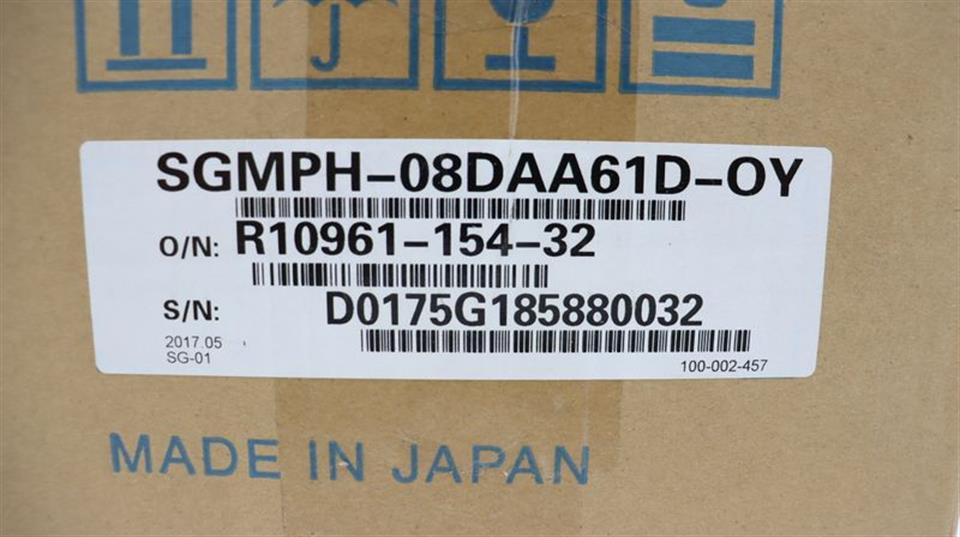 SGMPH-08DAA61D-OY
O/N: R10961-154-32
S/N: D0175G185880032
2017.05
SG-01
100-002-457
MADE IN JAPAN